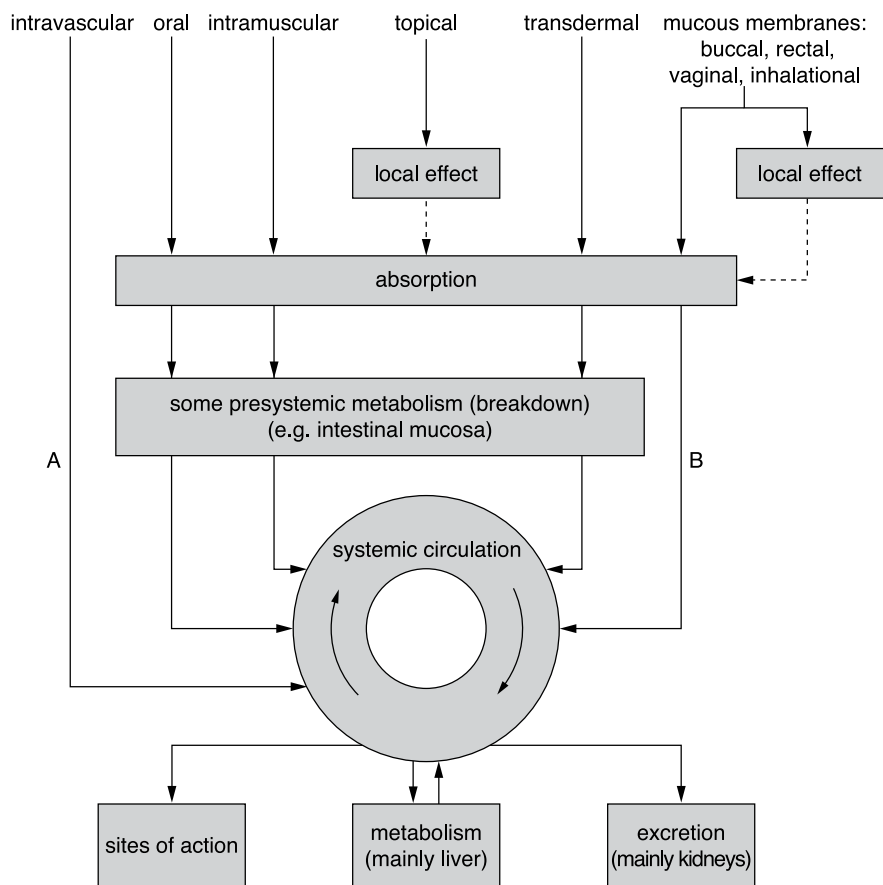 intravascular
oral
intramuscular
topical
transdermal
mucous membranes:
buccal, rectal,
vaginal, inhalational
local effect
local effect
absorption
some presystemic metabolism (breakdown)
(e.g. intestinal mucosa)
A
B
systemic circulation
sites of action
metabolism
(mainly liver)
excretion
(mainly kidneys)